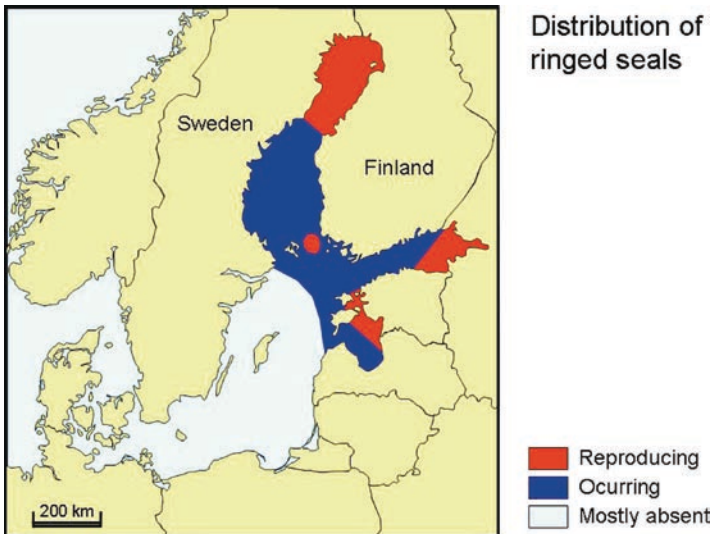 Distribution of
ringed seals
Sweden
Finland
200 km
Reproducing
Ocurring
Mostly absent